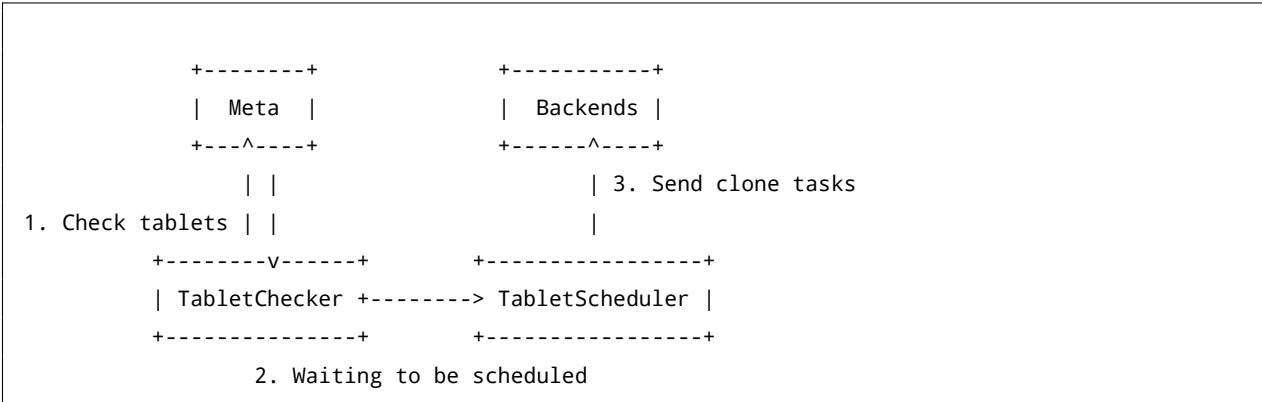 +--------+              +-----------+
|  Meta  |              |  Backends |
+---^----+              +------^----+
| |                        | 3. Send clone tasks
1. Check tablets | |                        |
+--------v------+        +-----------------+
| TabletChecker +--------> TabletScheduler |
+---------------+        +-----------------+
2. Waiting to be scheduled